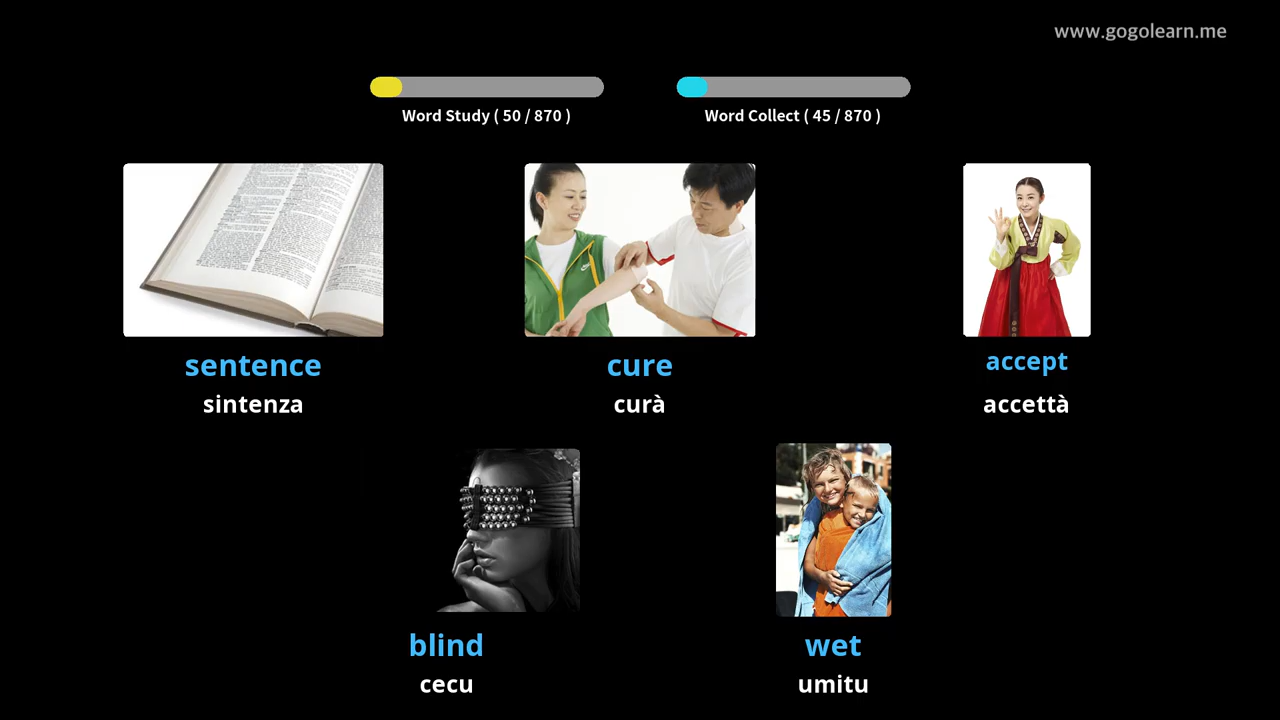 www.gogolearn.me
Word Study ( 50 / 870 )
Word Collect ( 45 / 870 )
sentence
sintenza
cure
curà
accept
accettà
blind
cecu
wet
umitu